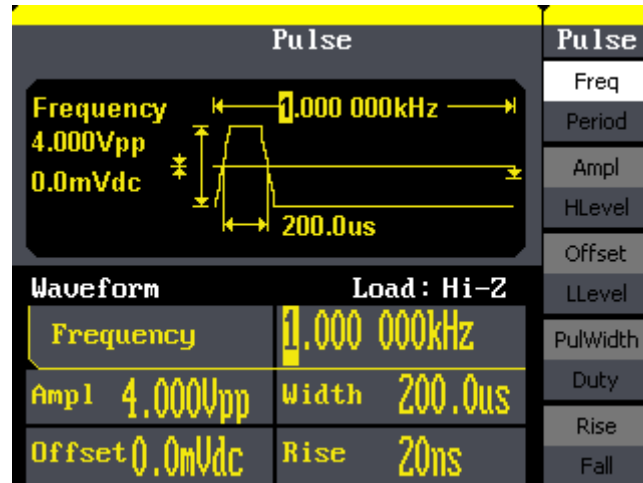 Pulse
Frequency
1.000 000kHz
4.000Vpp
0.0mVdc
200.0us
Waveform
Load: Hi-Z
Frequency
1.000 000kHz
Ampl
4.000Vpp
Width
200.0us
Offset
0.0mVdc
Rise
20ns
Pulse
Freq
Period
Ampl
HLevel
Offset
LLevel
PulWidth
Duty
Rise
Fall